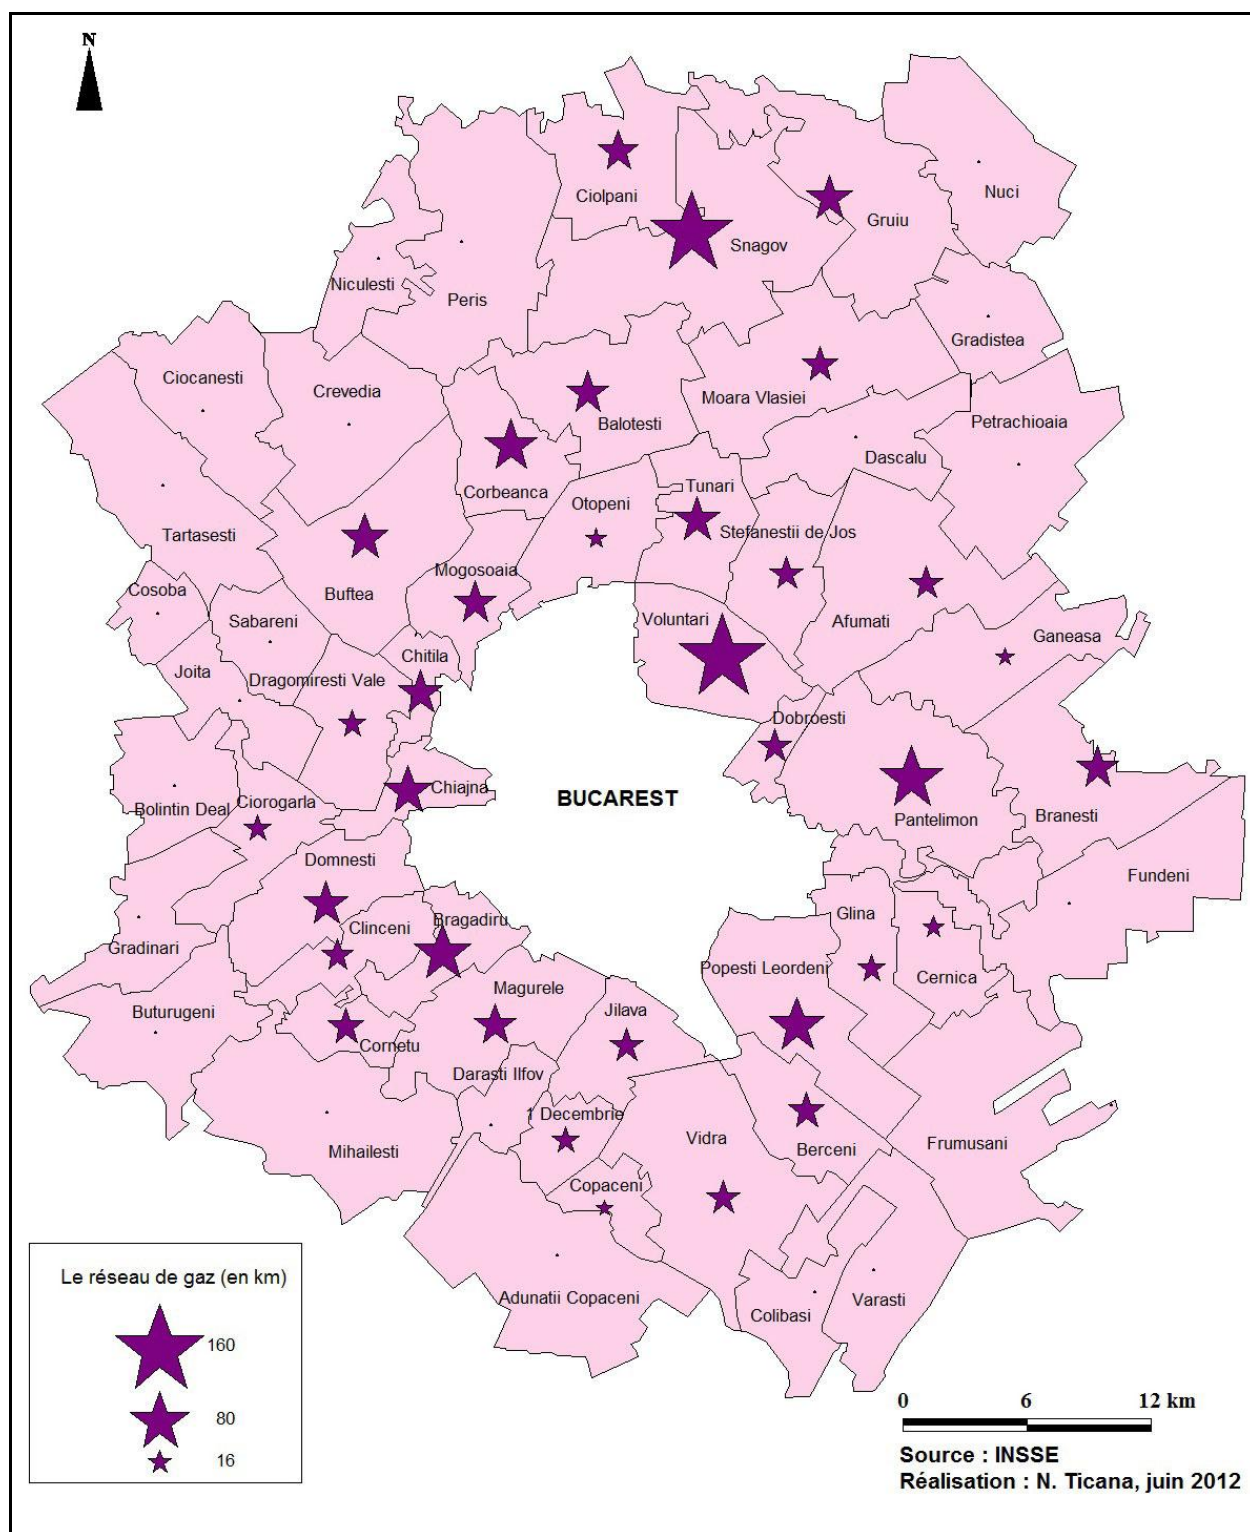 N
Ciolpani
Nuci
Gruiu
Snagov
Niculesti
Peris
Gradistea
Ciocanesti
Crevedia
Moara Vlasiei
Balotesti
Petrachioaia
Dascalu
Corbeanca
Tunari
Otopeni
Tartasesti
Stefanestii de Jos
Mogosoaia
Cosoba
Buftea
Sabareni
Voluntari
Afumati
Ganeasa
Chitila
Joita
Dragomiresti Vale
Dobroesti
Chiajna
BUCAREST
Ciorogarla
Bolintin Deal
Pantelimon
Branesti
Domnesti
Fundeni
Glina
Bragadiru
Clinceni
Gradinari
Popesti Leordeni
Cernica
Magurele
Buturugeni
Jilava
Cornetu
Darasti Ilfov
1 Decembrie
Vidra
Frumusani
Mihailesti
Berceni
Copaceni
Adunatii Copaceni
Varasti
Colibasi
Le réseau de gaz (en km)
160
80
16
0 6 12 km
Source : INSSE
Réalisation : N. Ticana, juin 2012